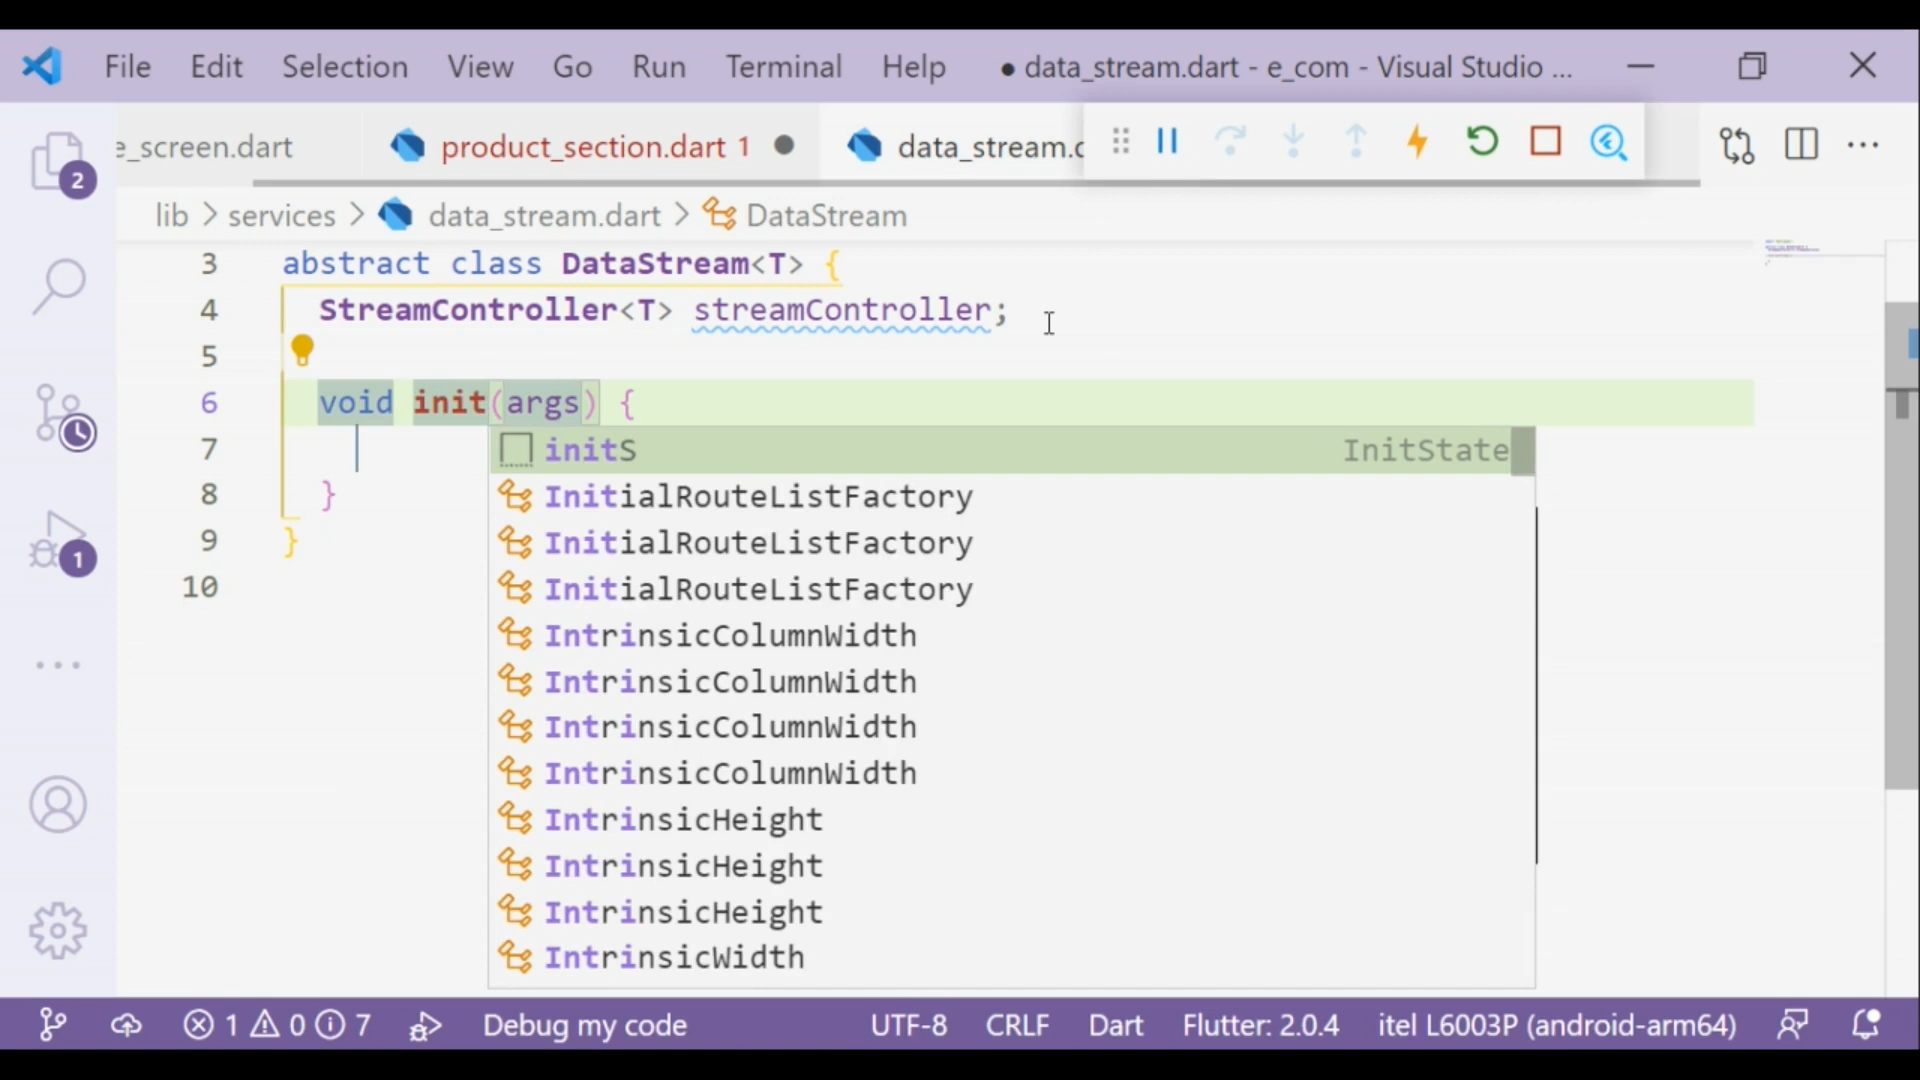 File Edit Selection View Go Run Terminal Help ● data_stream.dart - e_com - Visual Studio ...
e_screen.dart product_section.dart 1 data_stream.d
lib > services > data_stream.dart > DataStream
3 abstract class DataStream<T> {
4 StreamController<T> streamController;
5
6 void init(args) {
7
8 }
9 }
10
initS InitState
InitialRouteListFactory
InitialRouteListFactory
InitialRouteListFactory
IntrinsicColumnWidth
IntrinsicColumnWidth
IntrinsicColumnWidth
IntrinsicColumnWidth
IntrinsicHeight
IntrinsicHeight
IntrinsicHeight
IntrinsicWidth
2
1
1 0 7 Debug my code UTF-8 CRLF Dart Flutter: 2.0.4 itel L6003P (android-arm64)